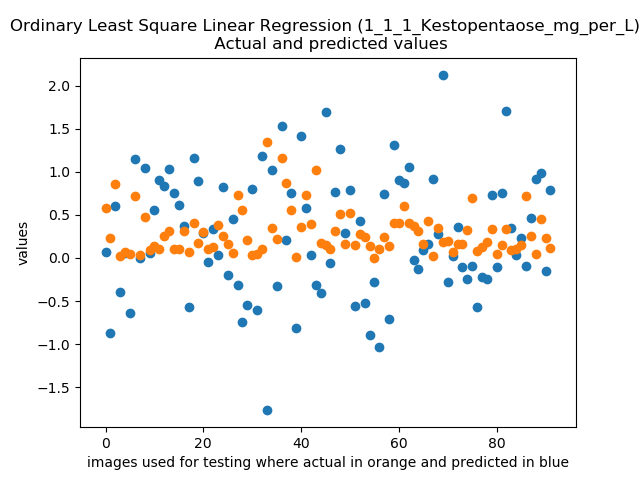 Ordinary Least Square Linear Regression (1_1_1_Kestopentaose_mg_per_L)
Actual and predicted values
2.0
1.5
1.0
0.5
0.0
−0.5
−1.0
−1.5
values
0 20 40 60 80
images used for testing where actual in orange and predicted in blue